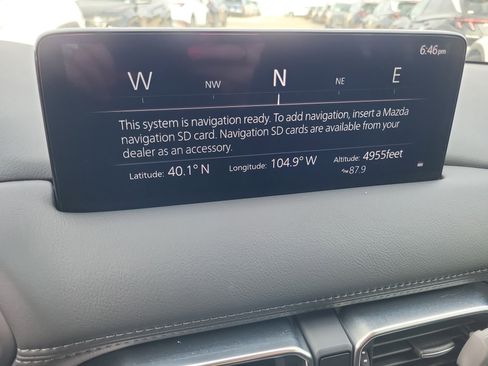 6:46pm
W NW N NE E
This system is navigation ready. To add navigation, insert a Mazda
navigation SD card. Navigation SD cards are available from your
dealer as an accessory.
Latitude: 40.1° N Longitude: 104.9° W Altitude: 4955feet
87.9